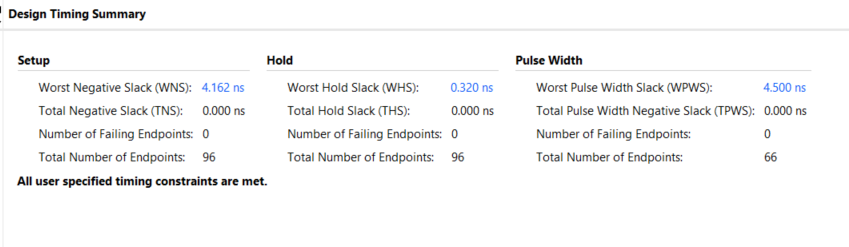 Design Timing Summary
Setup Hold Pulse Width
Worst Negative Slack (WNS): 4.162 ns Worst Hold Slack (WHS): 0.320 ns Worst Pulse Width Slack (WPWS): 4.500 ns
Total Negative Slack (TNS): 0.000 ns Total Hold Slack (THS): 0.000 ns Total Pulse Width Negative Slack (TPWS): 0.000 ns
Number of Failing Endpoints: 0 Number of Failing Endpoints: 0 Number of Failing Endpoints: 0
Total Number of Endpoints: 96 Total Number of Endpoints: 96 Total Number of Endpoints: 66
All user specified timing constraints are met.